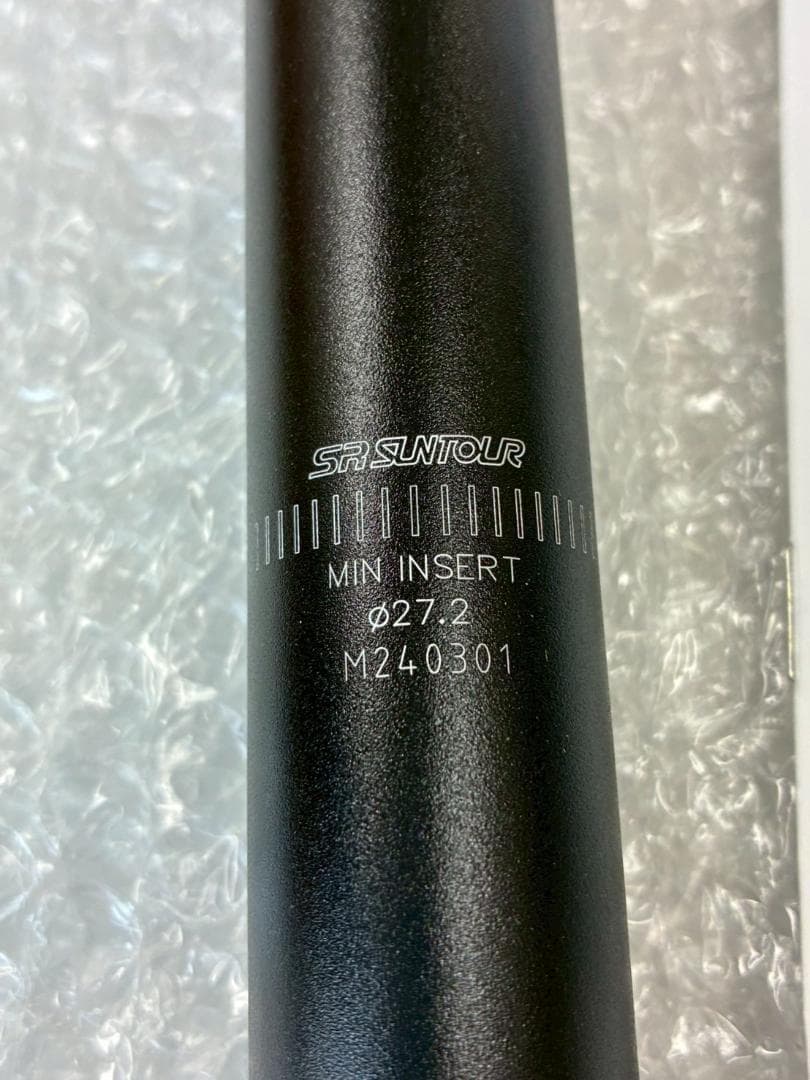 SR SUNTOUR
MIN INSERT
ø27.2
M240301